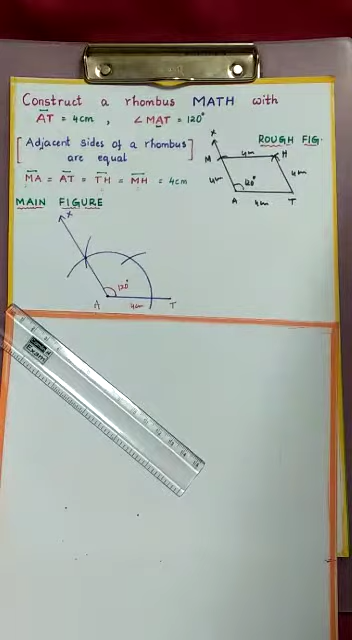 Construct a rhombus MATH with
AT = 4cm , ∠MAT = 120°
[Adjacent sides of a rhombus are equal]
ROUGH FIG.
X
M
4cm
H
4cm
120°
4cm
A
4cm
T
MA = AT = TH = MH = 4cm
MAIN FIGURE
X
120°
A
4cm
T
Exam